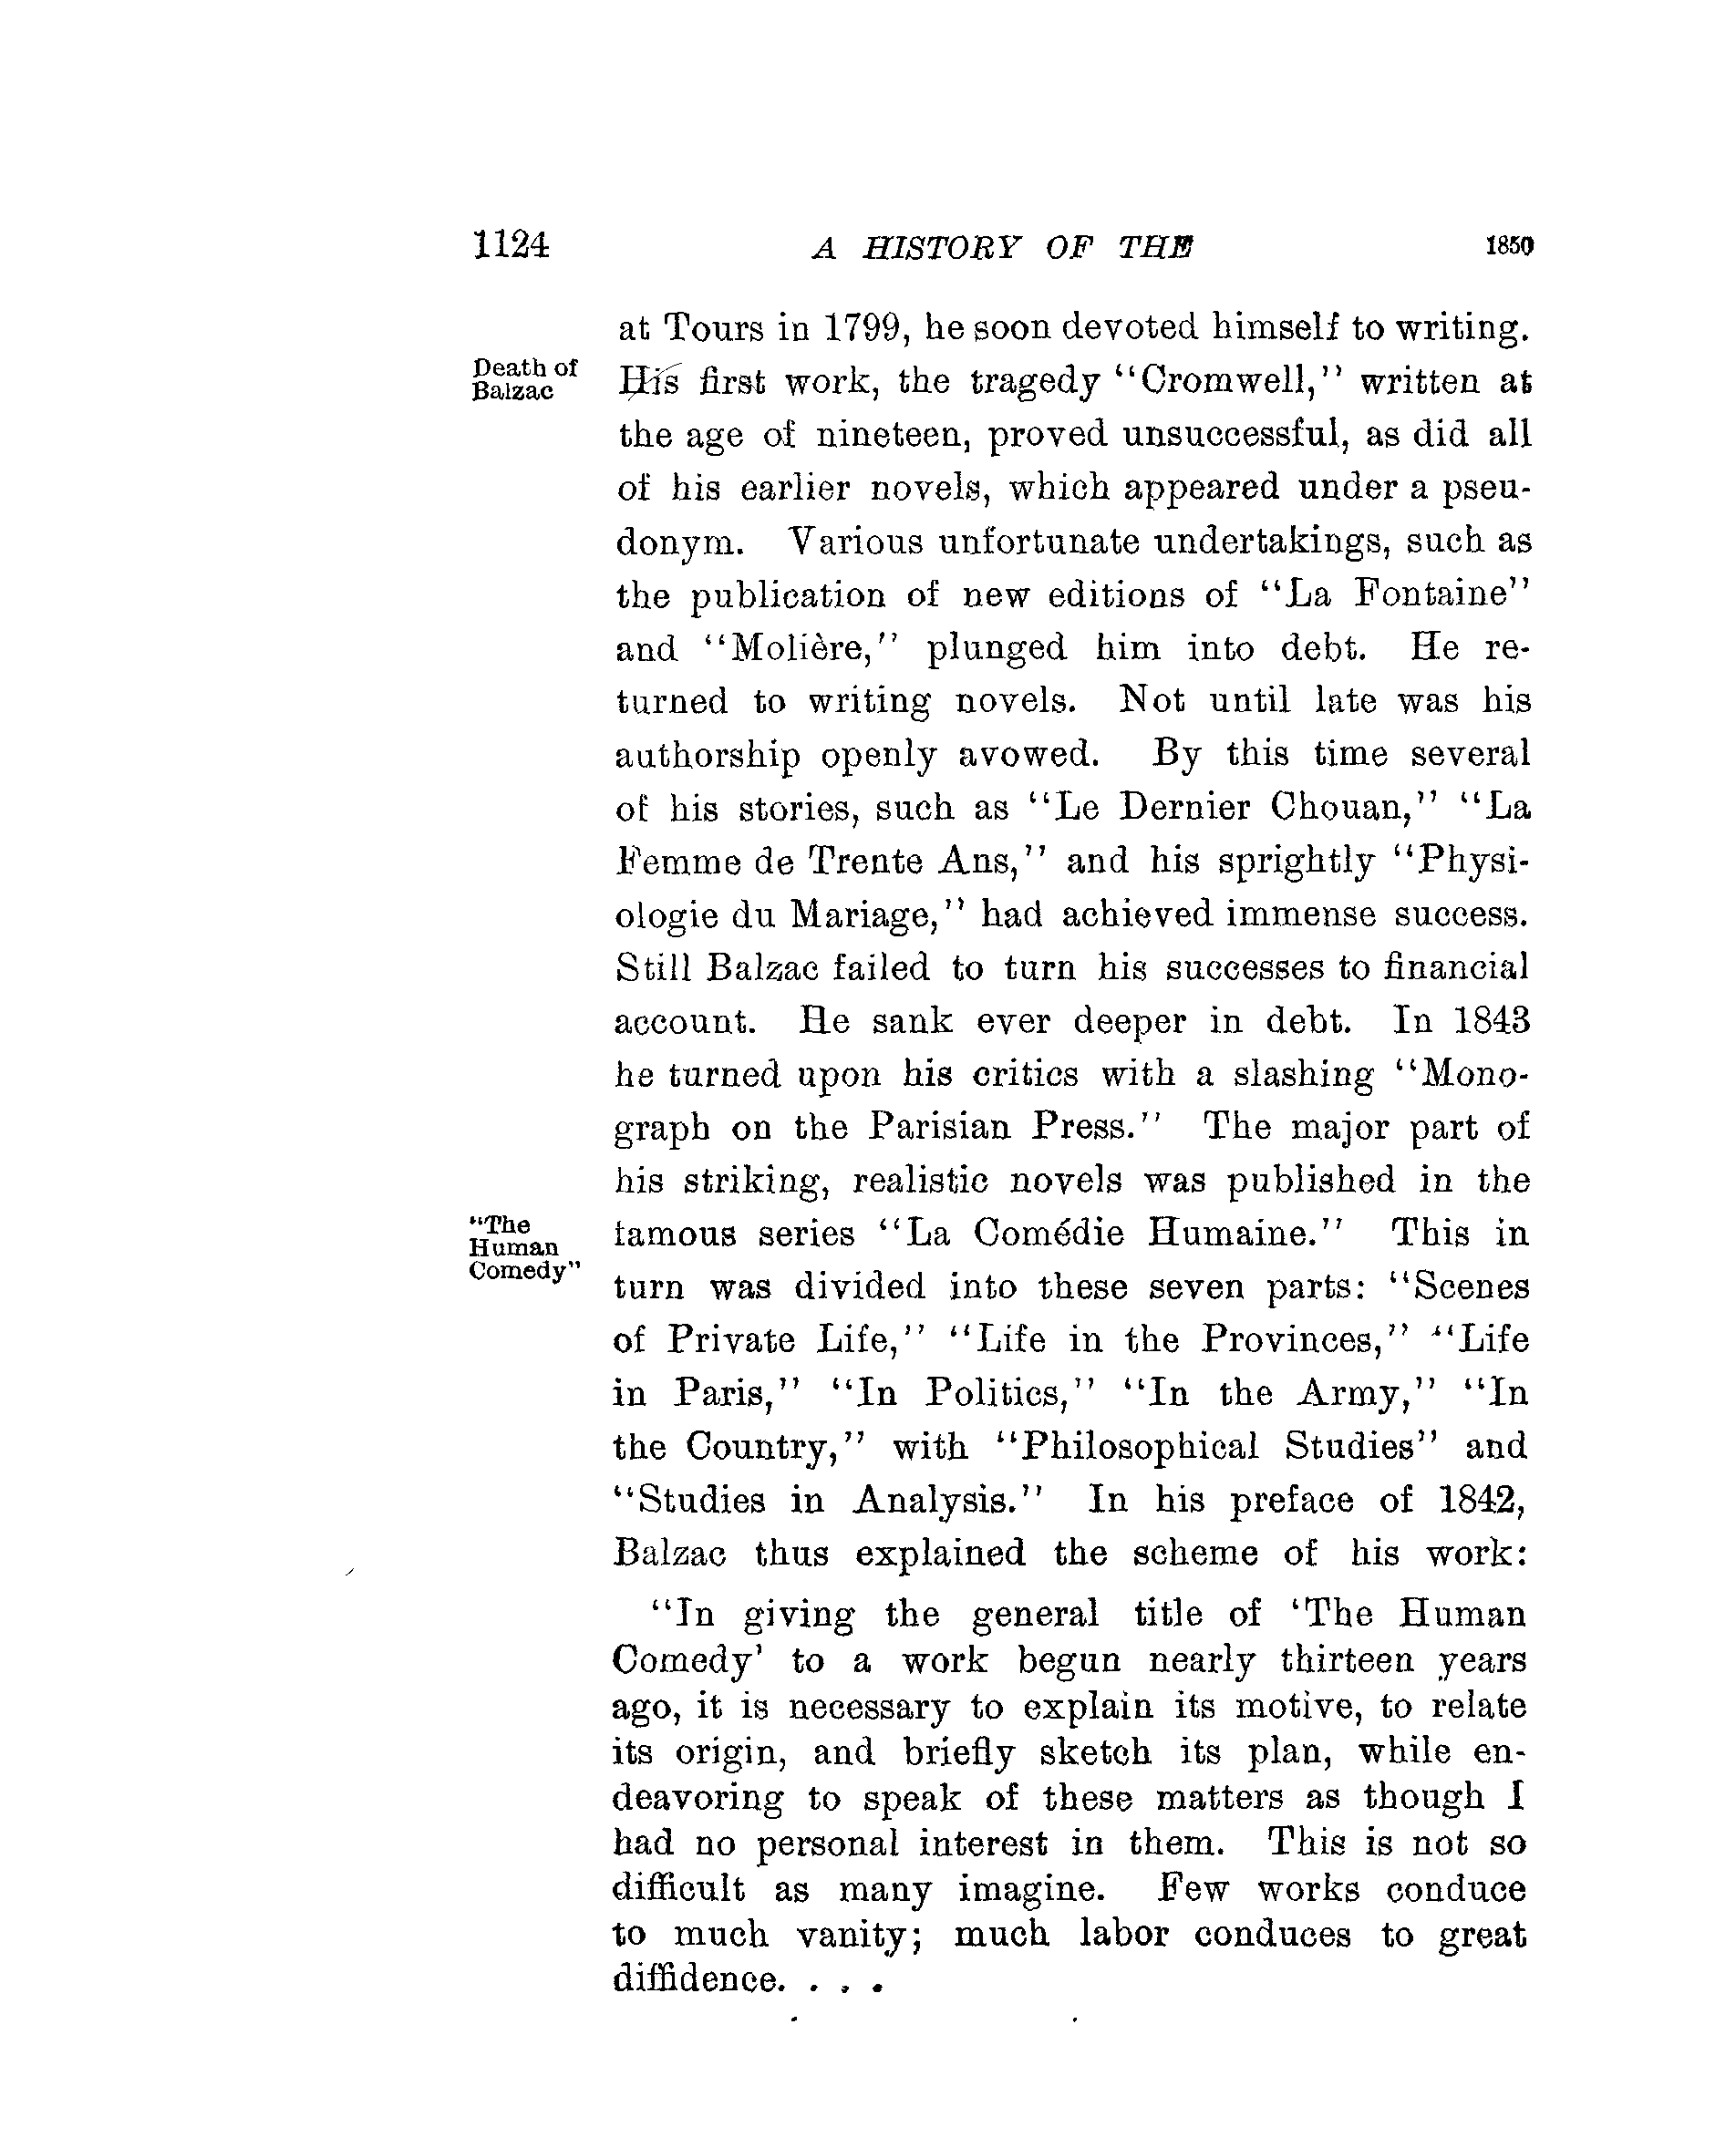 1124 A HISTORY OF THE 1850
at Tours in 1799, he soon devoted himself to writing.
Death of
Balzac
His first work, the tragedy “Cromwell,” written at
the age of nineteen, proved unsuccessful, as did all
of his earlier novels, which appeared under a pseu-
donym. Various unfortunate undertakings, such as
the publication of new editions of “La Fontaine”
and “Molière,” plunged him into debt. He re-
turned to writing novels. Not until late was his
authorship openly avowed. By this time several
of his stories, such as “Le Dernier Chouan,” “La
Femme de Trente Ans,” and his sprightly “Physi-
ologie du Mariage,” had achieved immense success.
Still Balzac failed to turn his successes to financial
account. He sank ever deeper in debt. In 1843
he turned upon his critics with a slashing “Mono-
graph on the Parisian Press.” The major part of
his striking, realistic novels was published in the
“The
Human
Comedy”
famous series “La Comédie Humaine.” This in
turn was divided into these seven parts: “Scenes
of Private Life,” “Life in the Provinces,” “Life
in Paris,” “In Politics,” “In the Army,” “In
the Country,” with “Philosophical Studies” and
“Studies in Analysis.” In his preface of 1842,
Balzac thus explained the scheme of his work:
“In giving the general title of ‘The Human
Comedy’ to a work begun nearly thirteen years
ago, it is necessary to explain its motive, to relate
its origin, and briefly sketch its plan, while en-
deavoring to speak of these matters as though I
had no personal interest in them. This is not so
difficult as many imagine. Few works conduce
to much vanity; much labor conduces to great
diffidence. . . .